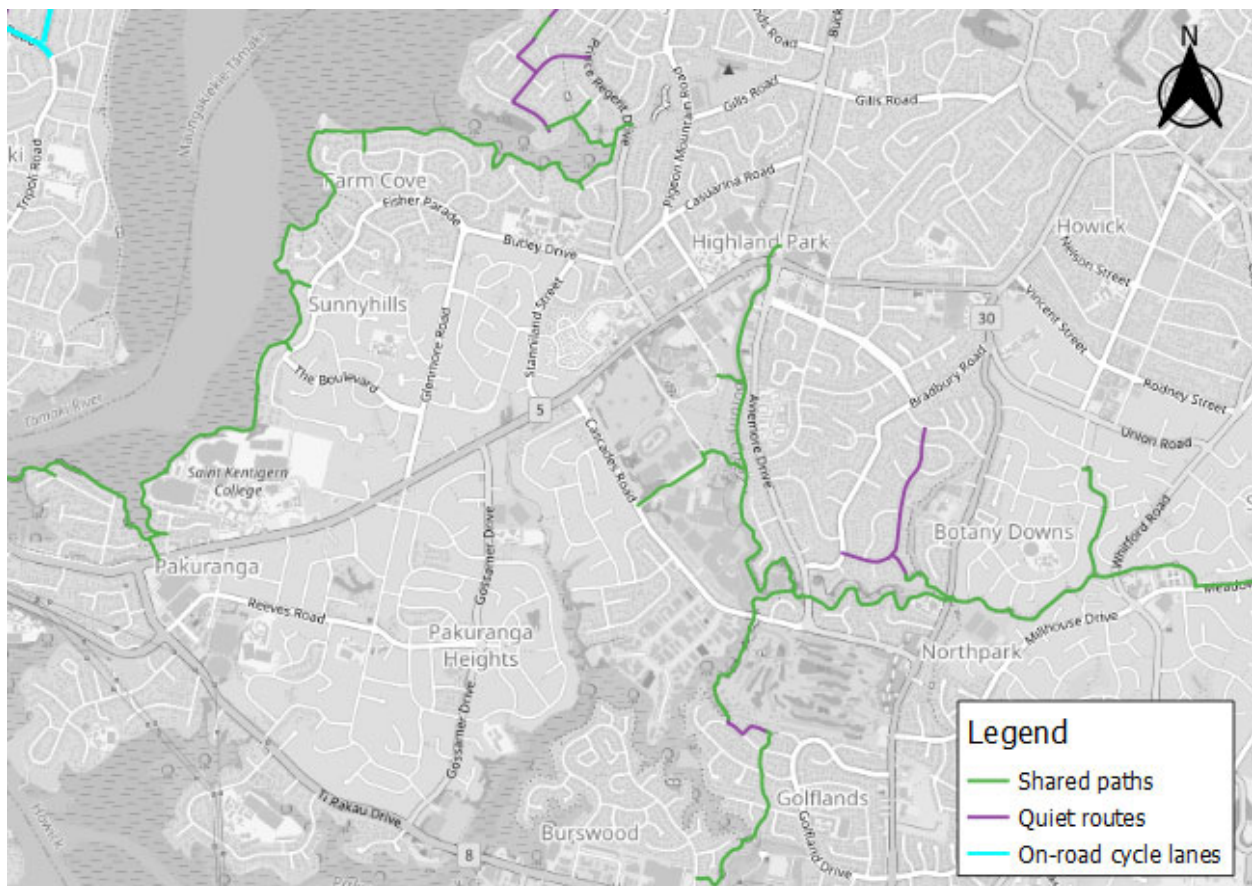 N
Prince Regent Drive
Pigeon Mountain Road
Gills Road
Gills Road
Maungakiekie-Tāmaki
Tripoli Road
ki
Farm Cove
Fisher Parade
Casuarina Road
Butley Drive
Highland Park
Howick
Nelson Street
Sunnyhills
Stanniland Street
Vincent Street
30
Glenmore Road
The Boulevard
Bradbury Road
Rodney Street
Tamaki River
5
Aviemore Drive
Union Road
Cascades Road
Saint Kentigern
College
Botany Downs
Whitford Road
Pakuranga
Gossamer Drive
Reeves Road
Millhouse Drive
Pakuranga
Heights
Northpark
Gossamer Drive
Golflands
Ti Rakau Drive
Howick
Burswood
Golfland Drive
8
Legend
Shared paths
Quiet routes
On-road cycle lanes